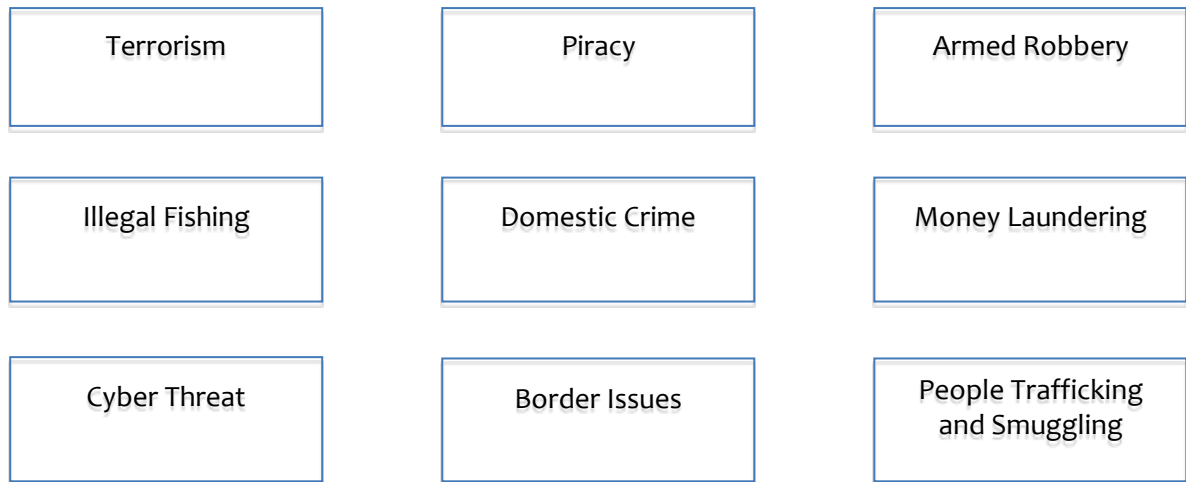 Terrorism
Piracy
Armed Robbery
Illegal Fishing
Domestic Crime
Money Laundering
Cyber Threat
Border Issues
People Trafficking
and Smuggling